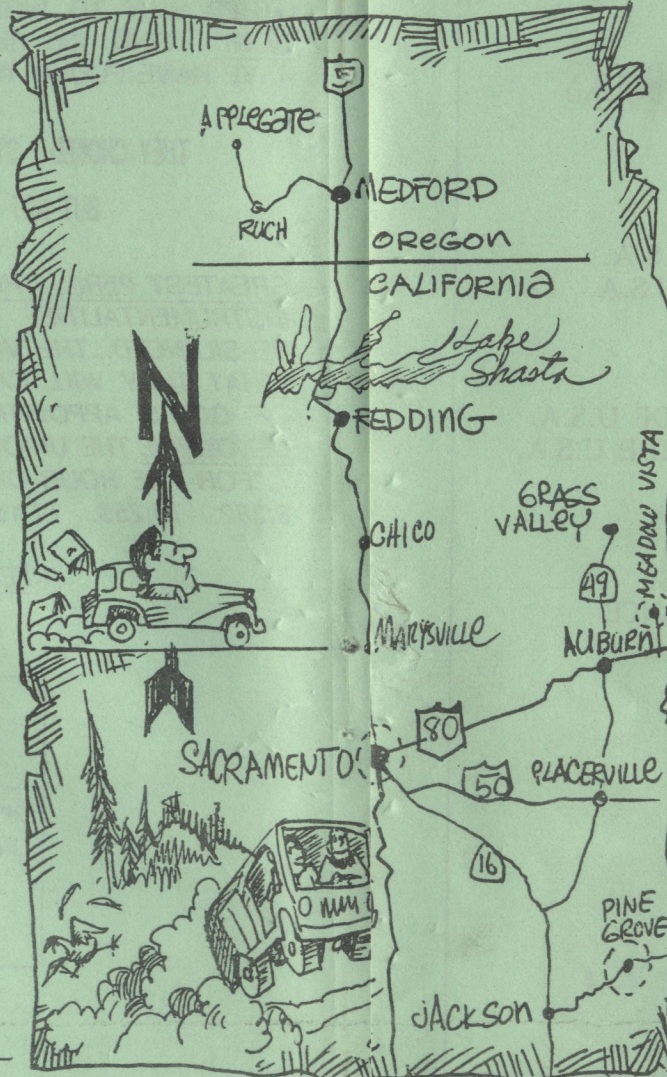 5
APPLEGATE
MEDFORD
RUCH
OREGON
CALIFORNIA
Lake
Shasta
N
REDDING
GRASS
VALLEY
MEADOW VISTA
CHICO
49
MARYSVILLE
AUBURN
80
SACRAMENTO
50
PLACERVILLE
16
PINE
GROVE
JACKSON